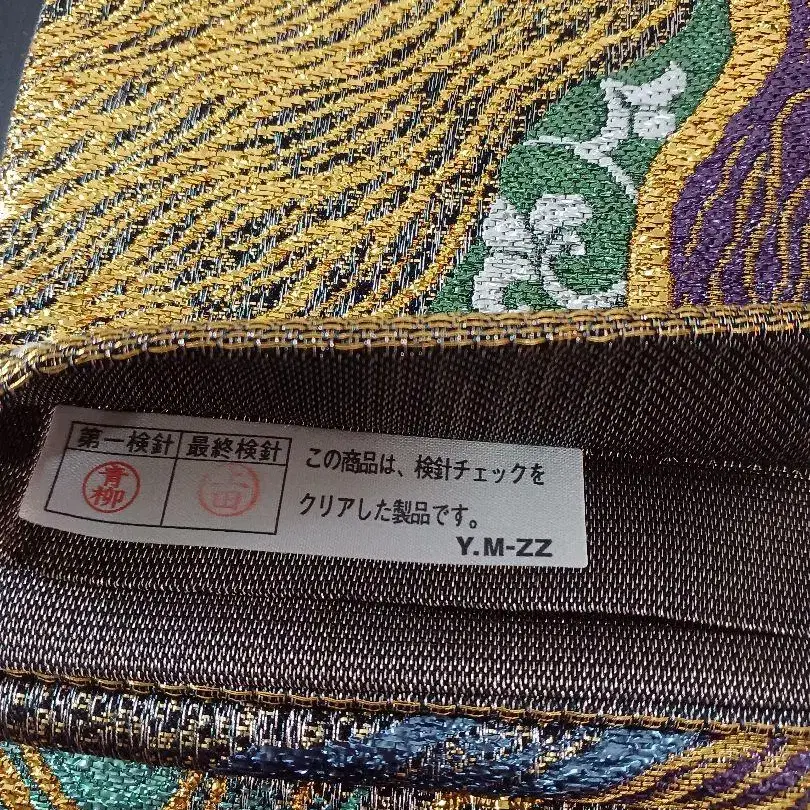 第一検針 最終検針
青柳
この商品は、検針チェックを
クリアした製品です。
Y.M-ZZ